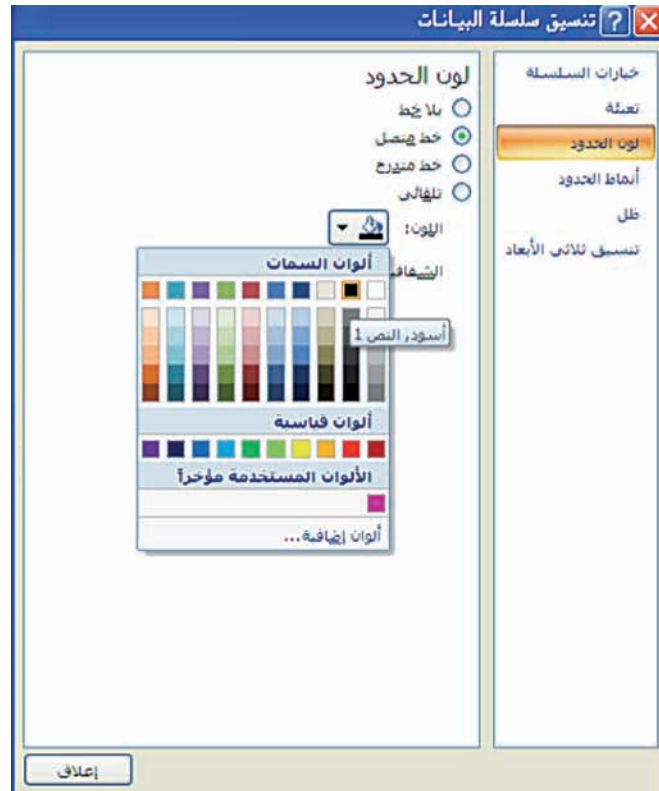 تنسيق سلسلة البيانات
خيارات السلسلة
تعبئة
لون الحدود
أنماط الحدود
ظل
تنسيق ثلاثي الأبعاد
لون الحدود
بلا خط
خط متصل
خط متدرج
تلقائي
اللون:
الشفاف
ألوان السمات
أسود, النص 1
ألوان قياسية
الألوان المستخدمة مؤخراً
ألوان إضافية...
إغلاق